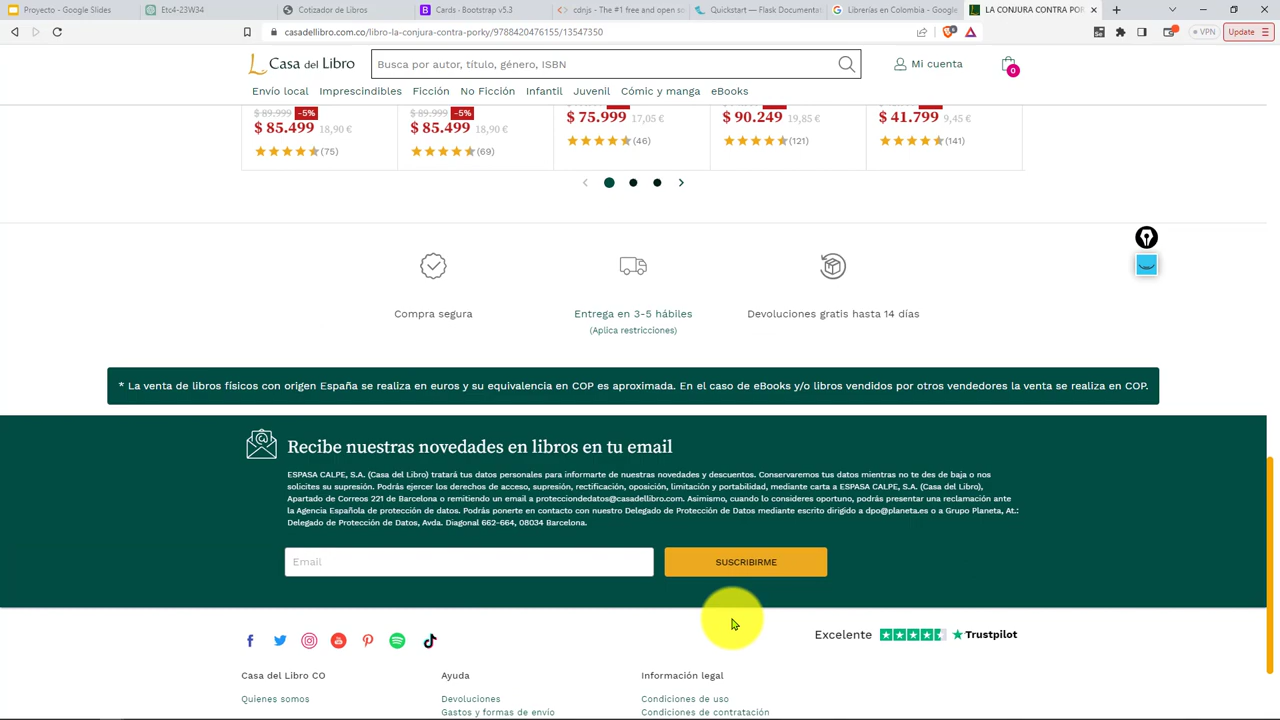 Proyecto - Google Slides
Etc4-23W34
Cotizador de Libros
Cards · Bootstrap v5.3
cdnjs - The #1 free and open so
Quickstart — Flask Documenta
Librerías en Colombia - Google
LA CONJURA CONTRA POR
casadellibro.com.co/libro-la-conjura-contra-porky/9788420476155/13547350
VPN
Update
Casa del Libro
Busca por autor, título, género, ISBN
Mi cuenta
0
Envío local Imprescindibles Ficción No Ficción Infantil Juvenil Cómic y manga eBooks
$ 89.999 -5%
$ 85.499 18,90 €
(75)
$ 89.999 -5%
$ 85.499 18,90 €
(69)
$ 75.999 17,05 €
(46)
$ 90.249 19,85 €
(121)
$ 41.799 9,45 €
(141)
Compra segura
Entrega en 3-5 hábiles
(Aplica restricciones)
Devoluciones gratis hasta 14 días
* La venta de libros físicos con origen España se realiza en euros y su equivalencia en COP es aproximada. En el caso de eBooks y/o libros vendidos por otros vendedores la venta se realiza en COP.
Recibe nuestras novedades en libros en tu email
ESPASA CALPE, S.A. (Casa del Libro) tratará tus datos personales para informarte de nuestras novedades y descuentos. Conservaremos tus datos mientras no te des de baja o nos
solicites su supresión. Podrás ejercer los derechos de acceso, supresión, rectificación, oposición, limitación y portabilidad, mediante carta a ESPASA CALPE, S.A. (Casa del Libro),
Apartado de Correos 221 de Barcelona o remitiendo un email a protecciondedatos@casadellibro.com. Asimismo, cuando lo consideres oportuno, podrás presentar una reclamación ante
la Agencia Española de protección de datos. Podrás ponerte en contacto con nuestro Delegado de Protección de Datos mediante escrito dirigido a dpo@planeta.es o a Grupo Planeta, At.:
Delegado de Protección de Datos, Avda. Diagonal 662-664, 08034 Barcelona.
Email
SUSCRIBIRME
Excelente
Trustpilot
Casa del Libro CO
Quienes somos
Ayuda
Devoluciones
Gastos y formas de envío
Información legal
Condiciones de uso
Condiciones de contratación